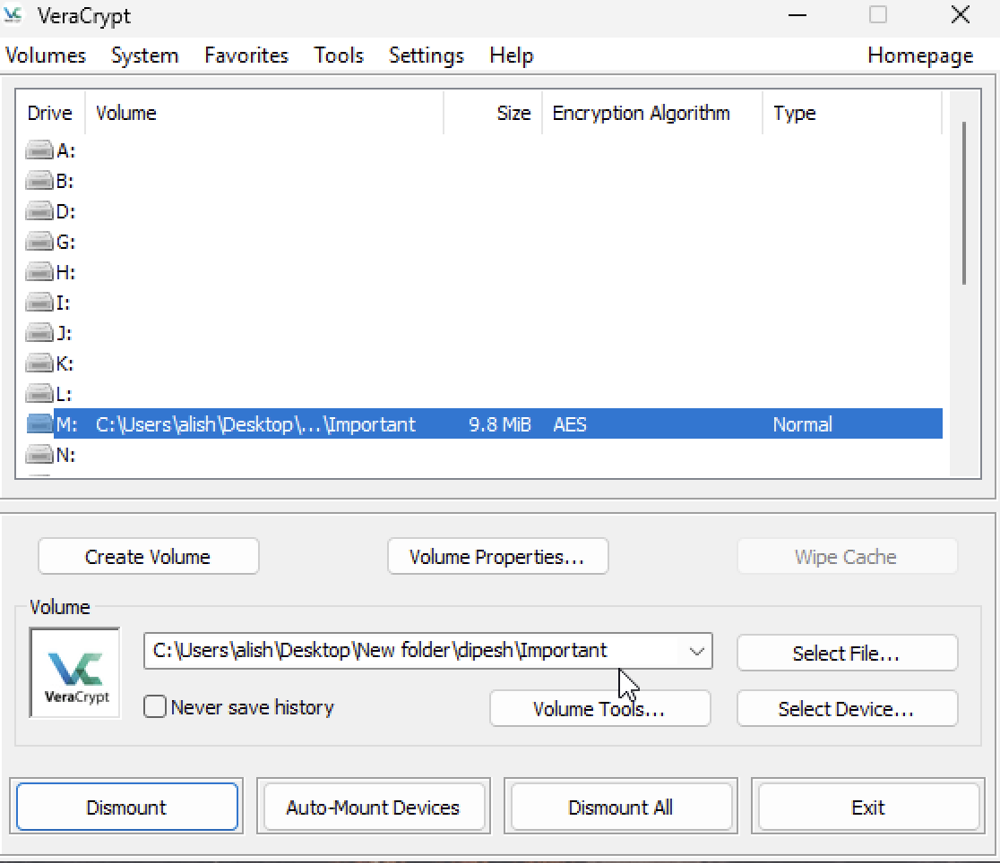 VeraCrypt
Volumes System Favorites Tools Settings Help Homepage
Drive Volume Size Encryption Algorithm Type
A:
B:
D:
G:
H:
I:
J:
K:
L:
M: C:\Users\alish\Desktop\...\Important 9.8 MiB AES Normal
N:
Create Volume Volume Properties... Wipe Cache
Volume
C:\Users\alish\Desktop\New folder\dipesh\Important Select File...
VeraCrypt
Never save history Volume Tools... Select Device...
Dismount Auto-Mount Devices Dismount All Exit